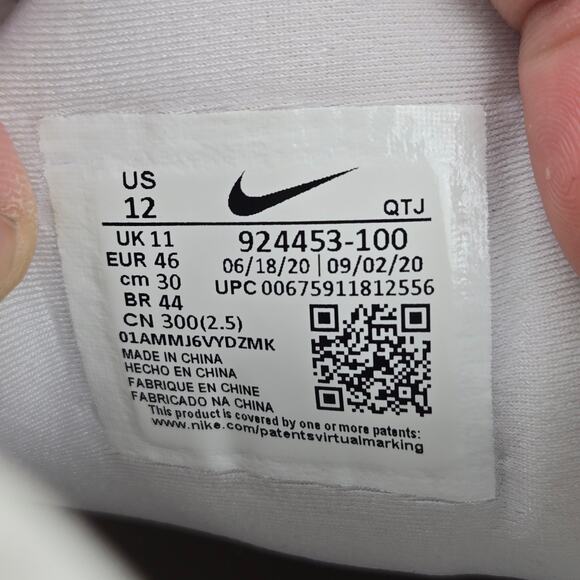 US
12
QTJ
UK 11
924453-100
EUR 46
06/18/20 | 09/02/20
cm 30
UPC 00675911812556
BR 44
CN 300(2.5)
01AMMJ6VYDZMK
MADE IN CHINA
HECHO EN CHINA
FABRIQUE EN CHINE
FABRICADO NA CHINA
This product is covered by one or more patents:
www.nike.com/patentsvirtualmarking